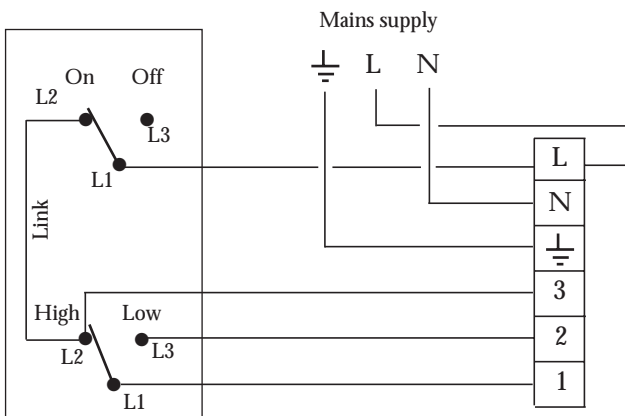 Mains supply
L N
On Off
L2
L3
L1
L
N
Link
3
High Low
2
L2 L3
1
L1